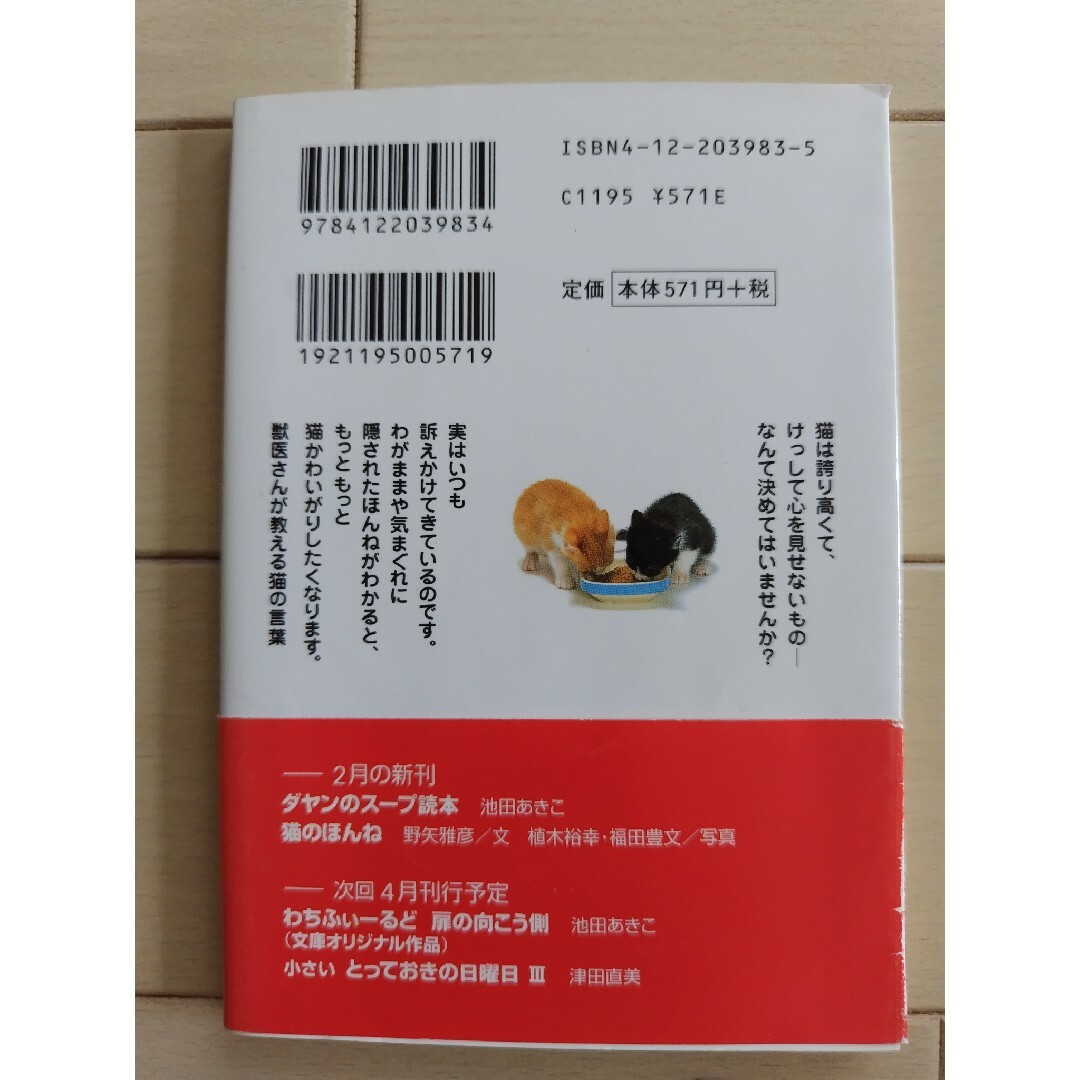 ISBN4-12-203983-5
C1195 ¥571E
9784122039834
定価 本体571円+税
1921195005719
猫は誇り高くて、
けっして心を見せないもの―
なんて決めてはいませんか?
実はいつも
訴えかけてきているのです。
わがままや気まぐれに
隠されたほんねがわかると、
もっと もっと
猫かわいがりしたくなります。
獣医さんが教える猫の言葉
― 2月の新刊
ダヤンのスープ読本 池田あきこ
猫のほんね 野矢雅彦/文 植木裕幸・福田豊文/写真
― 次回 4月刊行予定
わちふぃーるど 扉の向こう側 池田あきこ
(文庫オリジナル作品)
小さい とっておきの日曜日 III 津田直美